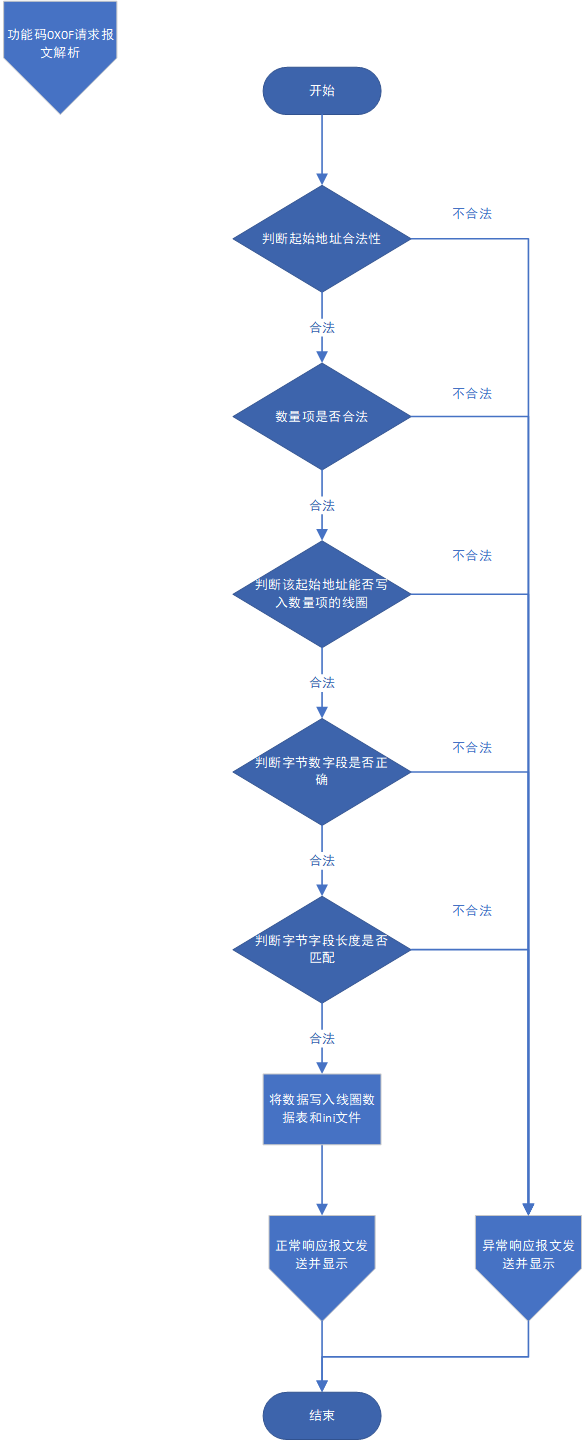 功能码0X0F请求报
文解析
开始
判断起始地址合法性
不合法
合法
数量项是否合法
不合法
合法
判断该起始地址能否写
入数量项的线圈
不合法
合法
判断字节数字段是否正
确
不合法
合法
判断字节字段长度是否
匹配
不合法
合法
将数据写入线圈数
据表和ini文件
正常响应报文发
送并显示
异常响应报文发
送并显示
结束